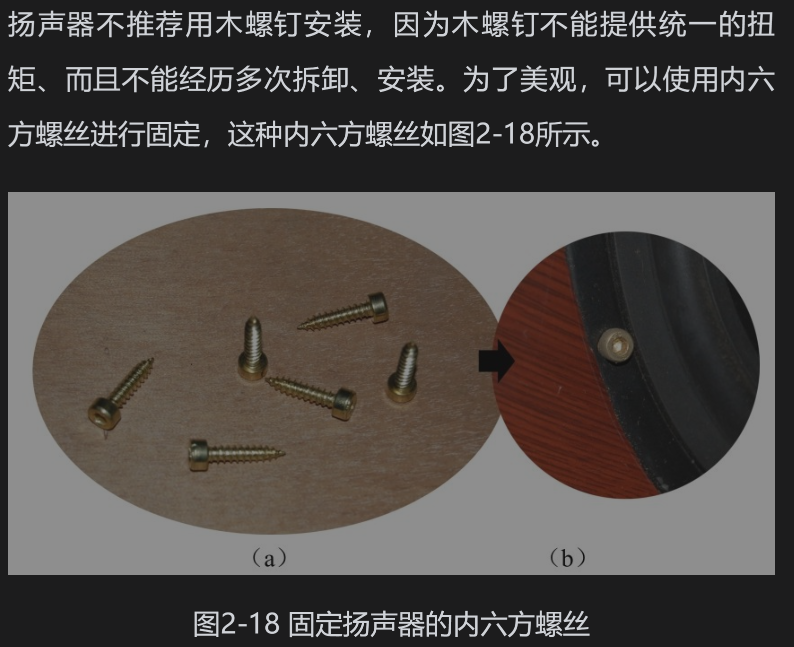 扬声器不推荐用木螺钉安装，因为木螺钉不能提供统一的扭
矩、而且不能经历多次拆卸、安装。为了美观，可以使用内六
方螺丝进行固定，这种内六方螺丝如图2-18所示。
（a）
（b）
图2-18 固定扬声器的内六方螺丝